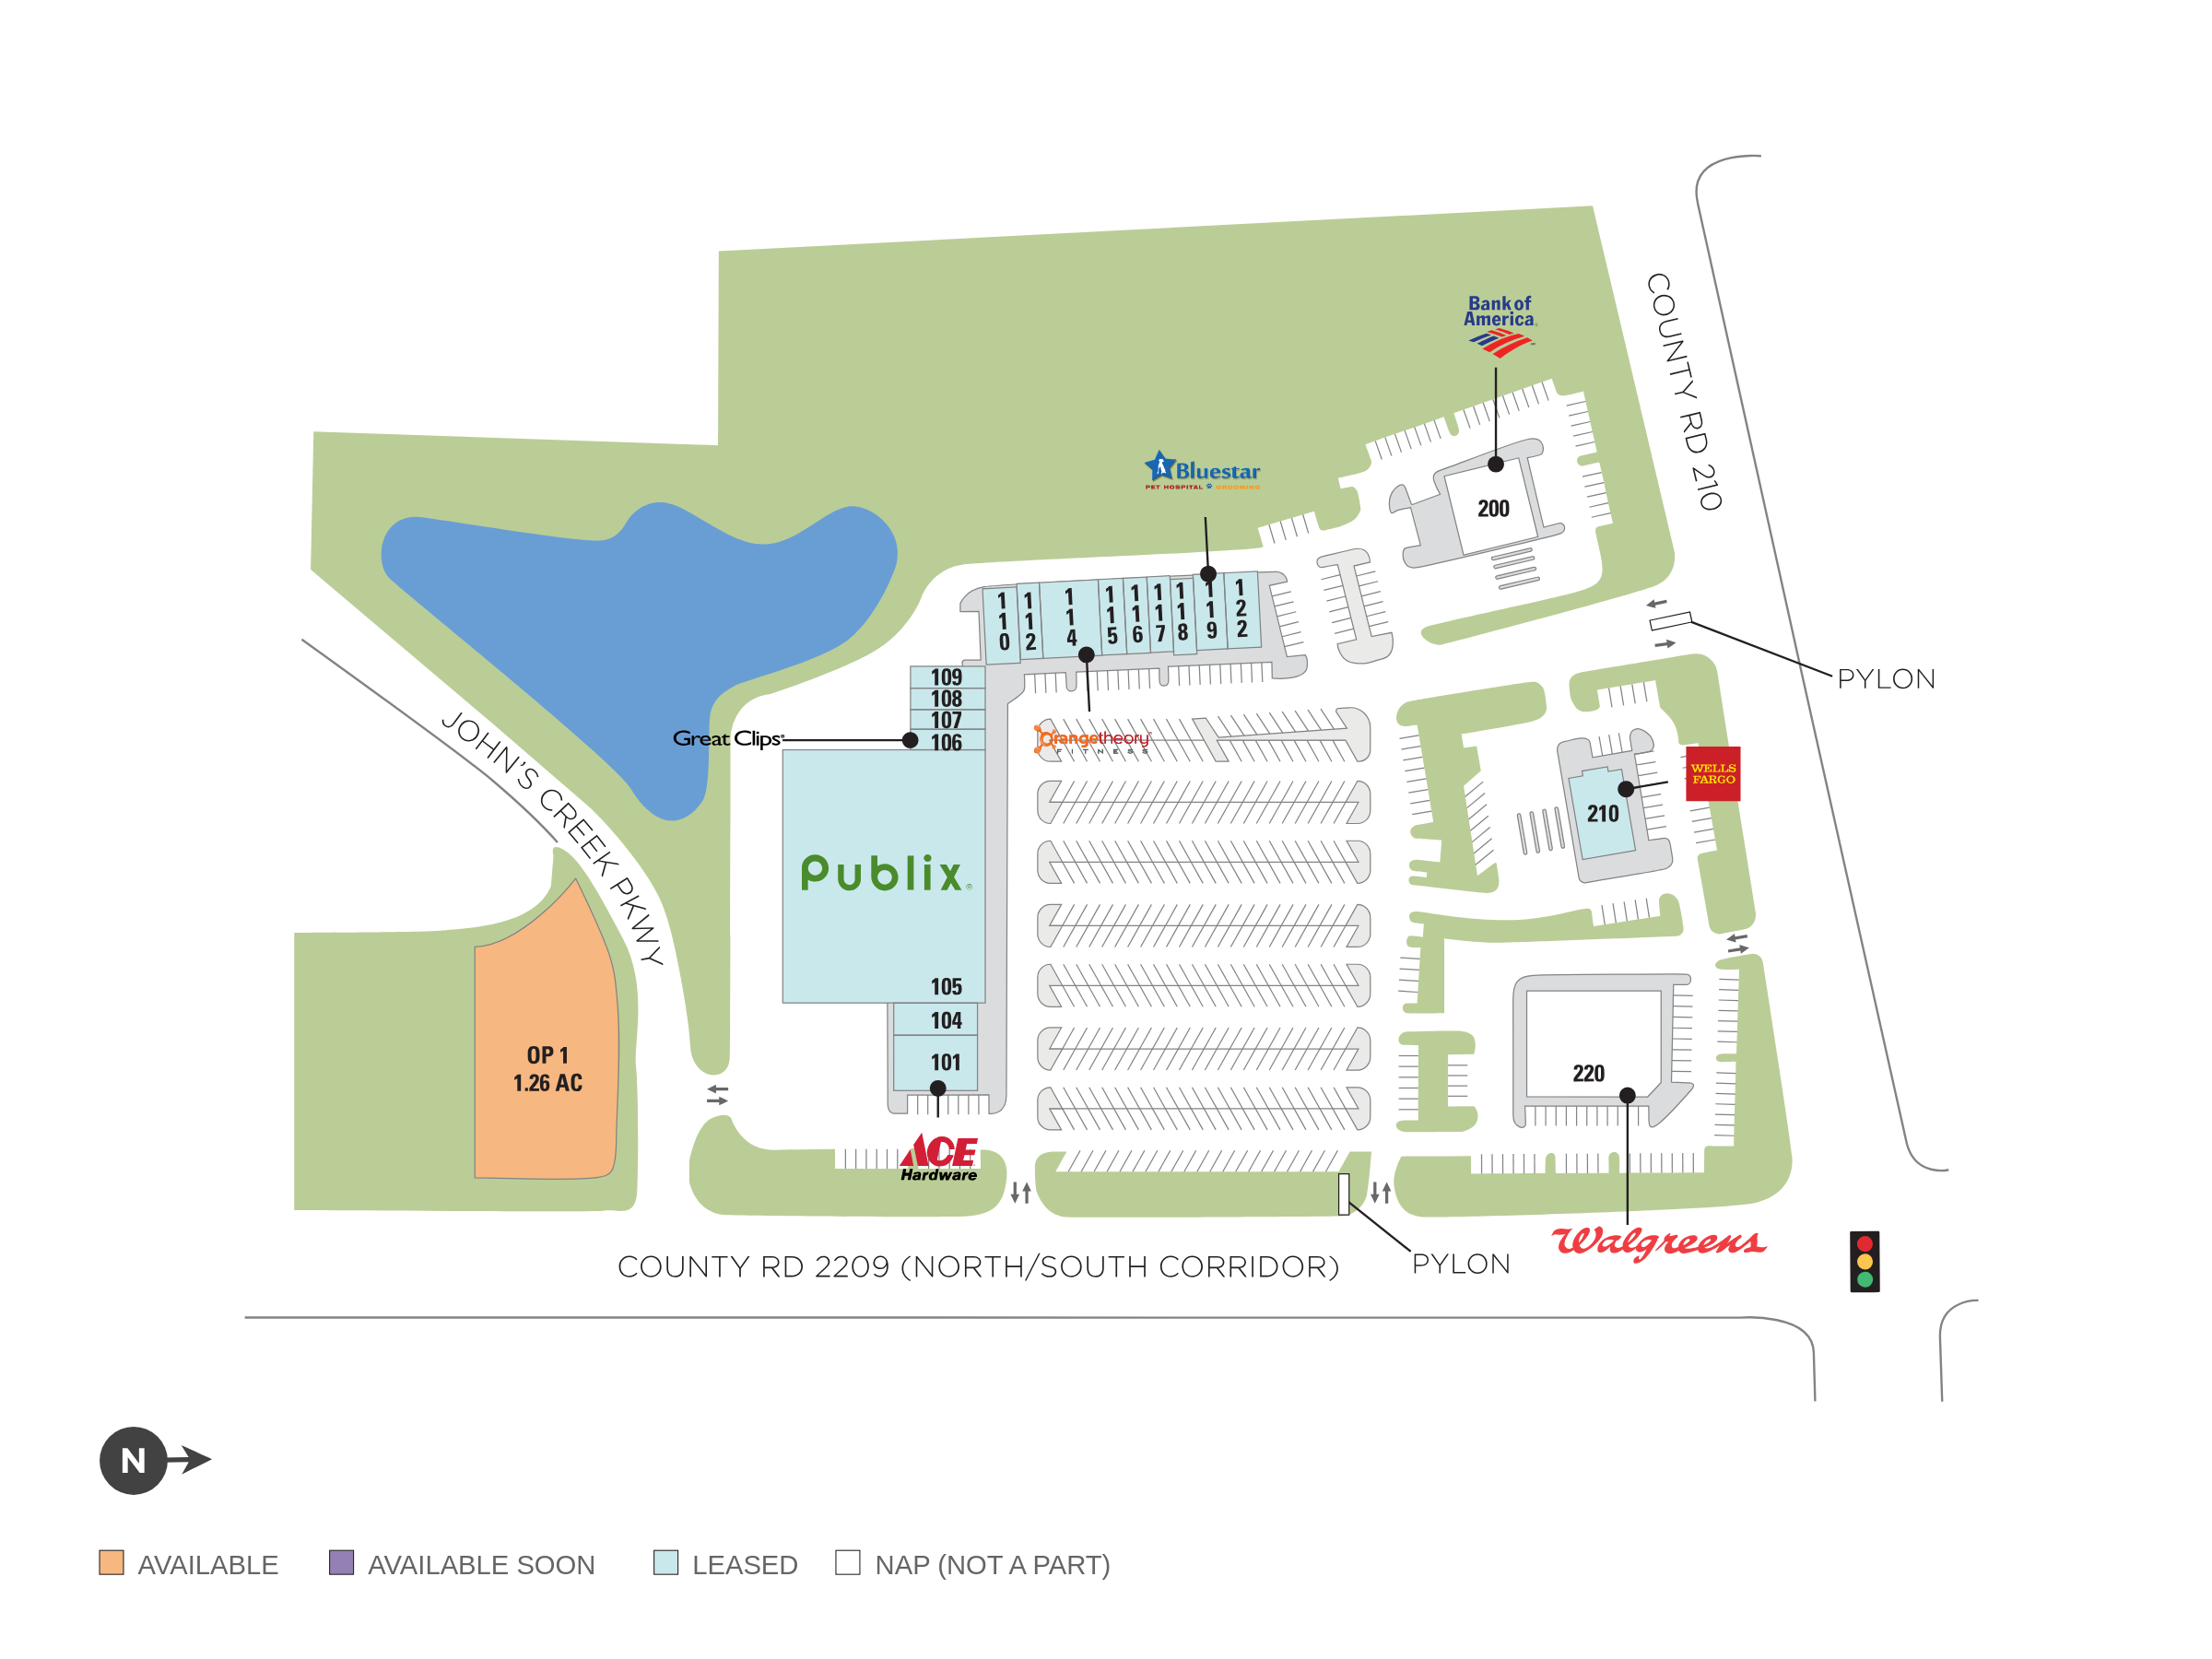 Bank of
America
COUNTY RD 210
200
Bluestar
PET HOSPITAL GROOMING
110
112
114
115
116
117
118
119
122
109
108
107
106
Great Clips
orangetheory
FITNESS
PYLON
WELLS
FARGO
210
JOHN'S CREEK PKWY
Publix
105
104
101
OP 1
1.26 AC
220
ACE
Hardware
Walgreens
PYLON
COUNTY RD 2209 (NORTH/SOUTH CORRIDOR)
N
AVAILABLE
AVAILABLE SOON
LEASED
NAP (NOT A PART)